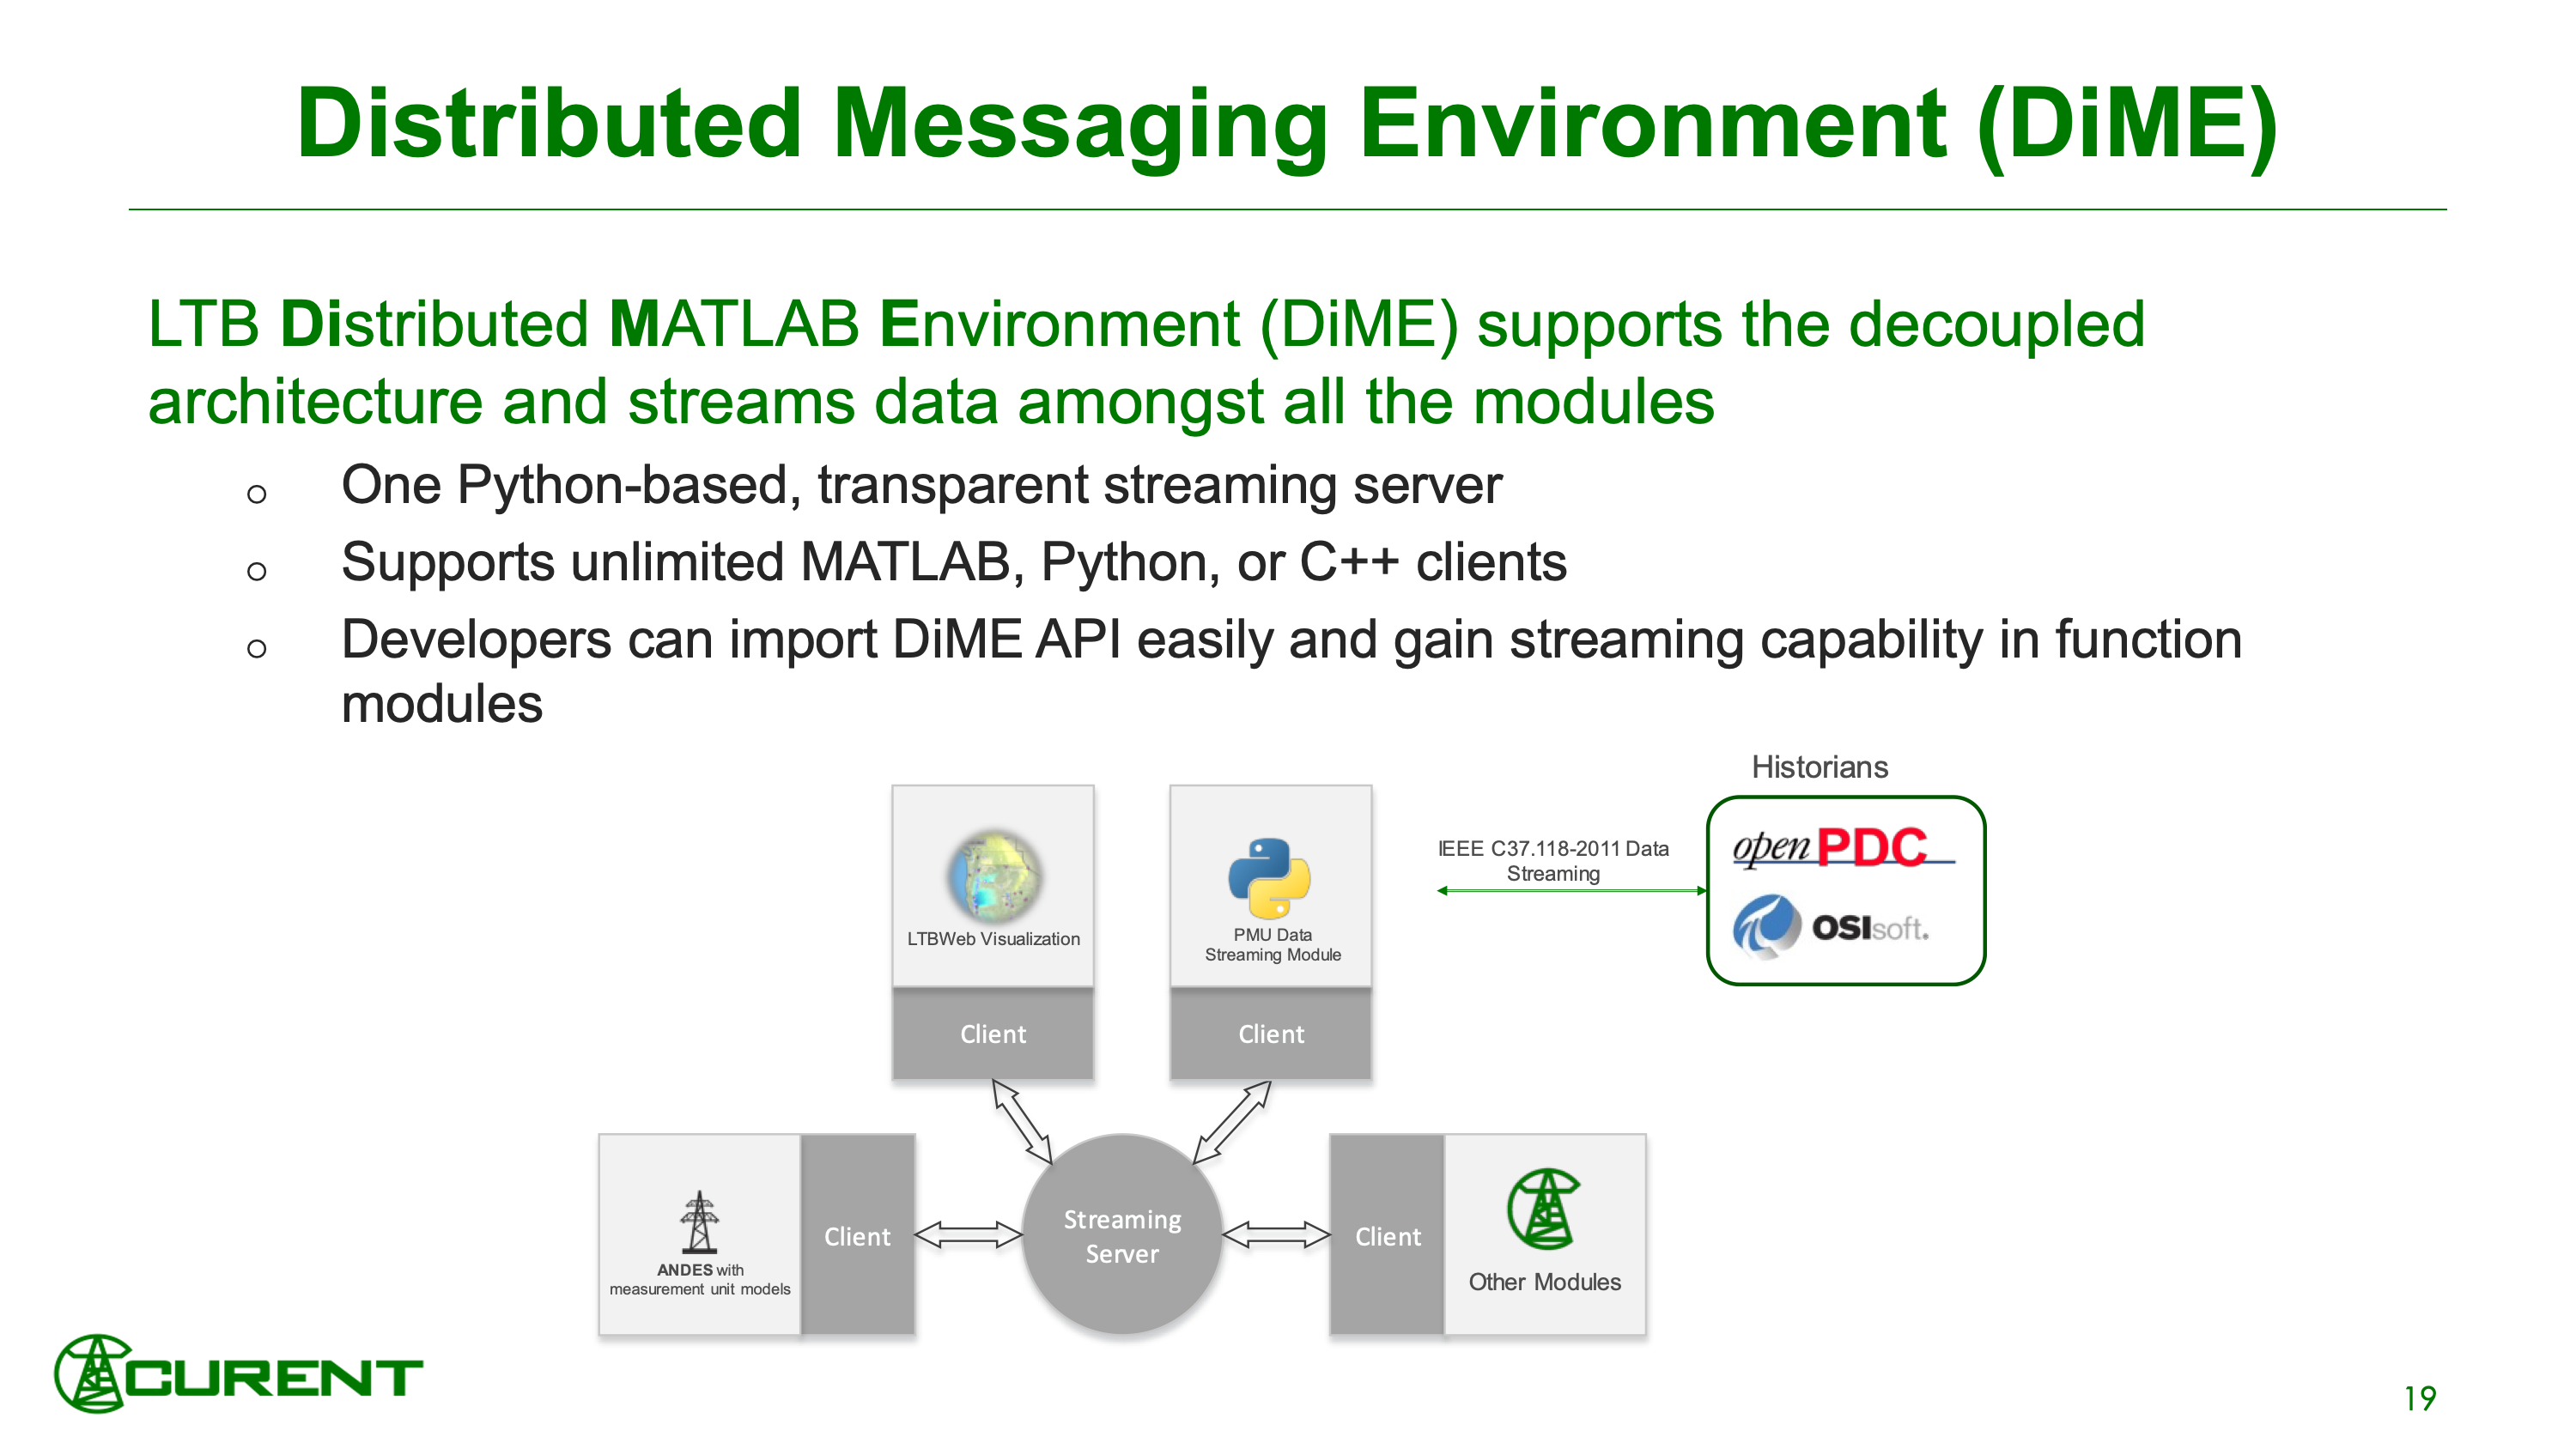 Distributed Messaging Environment (DiME)
LTB Distributed MATLAB Environment (DiME) supports the decoupled
architecture and streams data amongst all the modules
One Python-based, transparent streaming server
Supports unlimited MATLAB, Python, or C++ clients
Developers can import DiME API easily and gain streaming capability in function
modules
Historians
IEEE C37.118-2011 Data
Streaming
open PDC
OSIsoft.
LTBWeb Visualization
Client
PMU Data
Streaming Module
Client
ANDES with
measurement unit models
Client
Streaming
Server
Client
Other Modules
CURENT
19